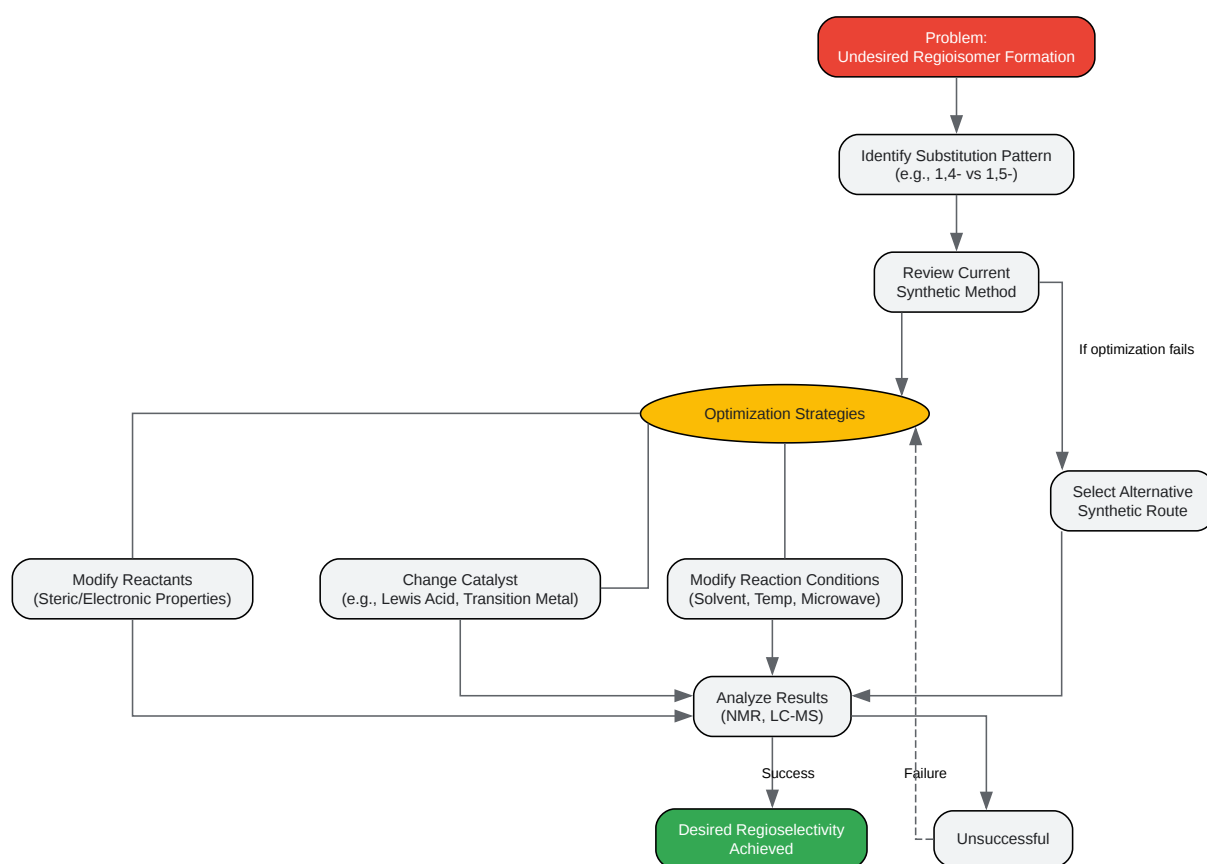 Problem:
Undesired Regioisomer Formation
Identify Substitution Pattern
(e.g., 1,4- vs 1,5-)
Review Current
Synthetic Method
If optimization fails
Optimization Strategies
Select Alternative
Synthetic Route
Modify Reactants
(Steric/Electronic Properties)
Change Catalyst
(e.g., Lewis Acid, Transition Metal)
Modify Reaction Conditions
(Solvent, Temp, Microwave)
Analyze Results
(NMR, LC-MS)
Success
Failure
Desired Regioselectivity
Achieved
Unsuccessful